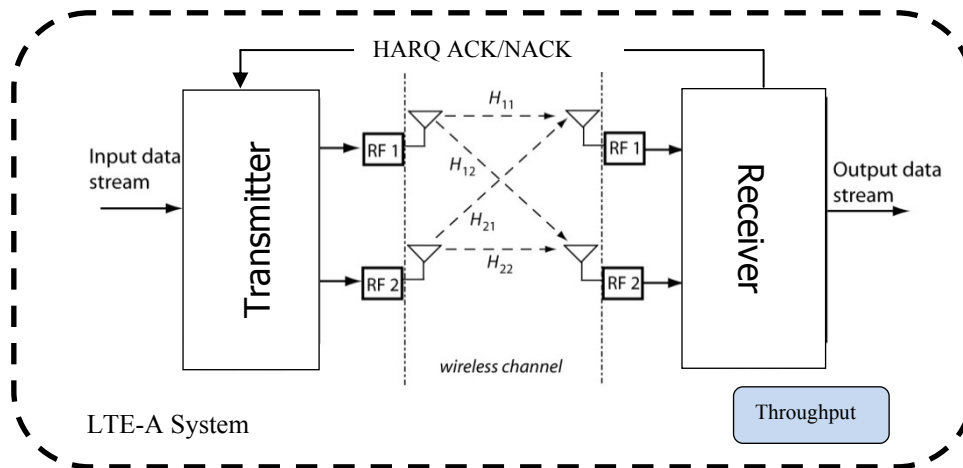 HARQ ACK/NACK
Input data
stream
Transmitter
RF 1
RF 2
H11
H12
H21
H22
wireless channel
RF 1
RF 2
Receiver
Output data
stream
LTE-A System
Throughput